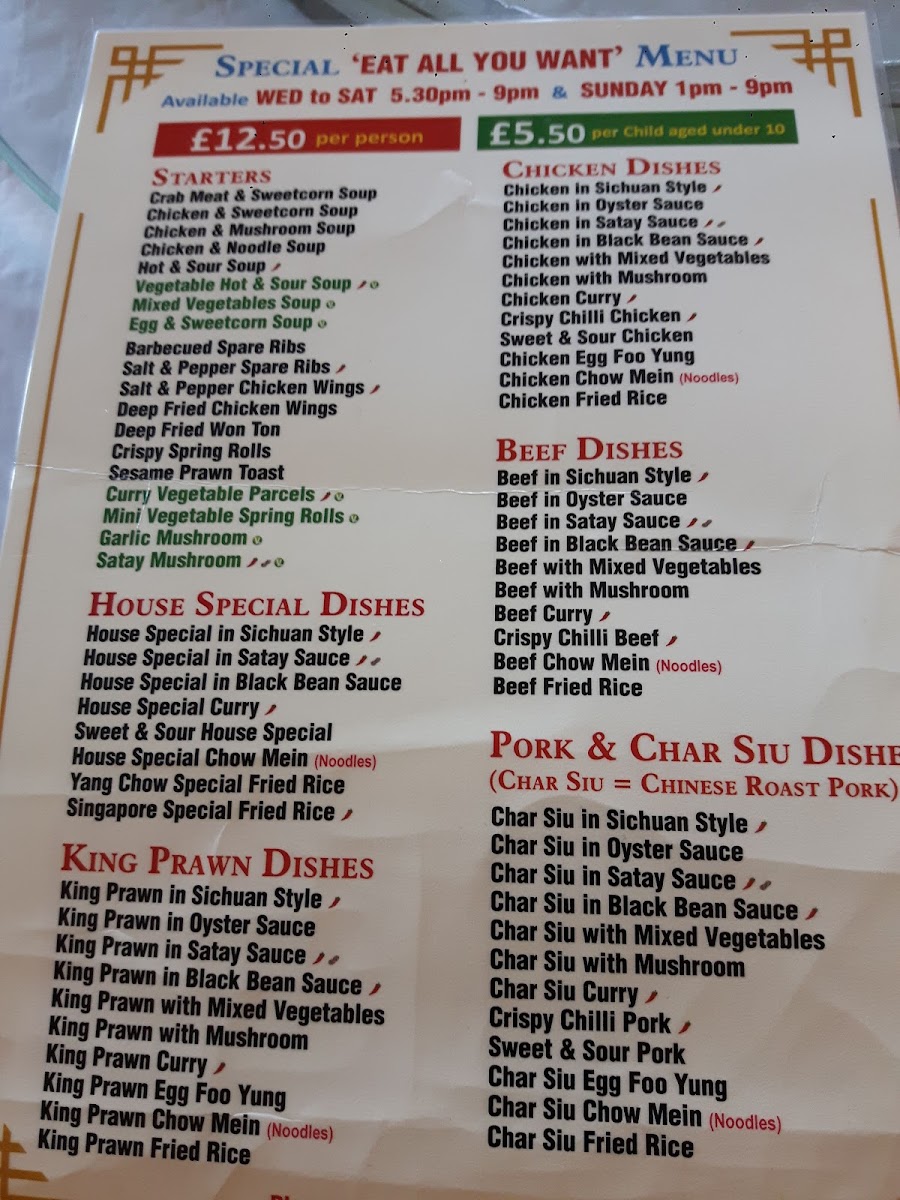 SPECIAL 'EAT ALL YOU WANT' MENU
Available WED to SAT 5.30pm - 9pm & SUNDAY 1pm - 9pm
£12.50 per person
£5.50 per Child aged under 10
STARTERS
Crab Meat & Sweetcorn Soup
Chicken & Sweetcorn Soup
Chicken & Mushroom Soup
Chicken & Noodle Soup
Hot & Sour Soup
Vegetable Hot & Sour Soup
Mixed Vegetables Soup
Egg & Sweetcorn Soup
Barbecued Spare Ribs
Salt & Pepper Spare Ribs
Salt & Pepper Chicken Wings
Deep Fried Chicken Wings
Deep Fried Won Ton
Crispy Spring Rolls
Sesame Prawn Toast
Curry Vegetable Parcels
Mini Vegetable Spring Rolls
Garlic Mushroom
Satay Mushroom
HOUSE SPECIAL DISHES
House Special in Sichuan Style
House Special in Satay Sauce
House Special in Black Bean Sauce
House Special Curry
Sweet & Sour House Special
House Special Chow Mein (Noodles)
Yang Chow Special Fried Rice
Singapore Special Fried Rice
KING PRAWN DISHES
King Prawn in Sichuan Style
King Prawn in Oyster Sauce
King Prawn in Satay Sauce
King Prawn in Black Bean Sauce
King Prawn with Mixed Vegetables
King Prawn with Mushroom
King Prawn Curry
King Prawn Egg Foo Yung
King Prawn Chow Mein (Noodles)
King Prawn Fried Rice
CHICKEN DISHES
Chicken in Sichuan Style
Chicken in Oyster Sauce
Chicken in Satay Sauce
Chicken in Black Bean Sauce
Chicken with Mixed Vegetables
Chicken with Mushroom
Chicken Curry
Crispy Chilli Chicken
Sweet & Sour Chicken
Chicken Egg Foo Yung
Chicken Chow Mein (Noodles)
Chicken Fried Rice
BEEF DISHES
Beef in Sichuan Style
Beef in Oyster Sauce
Beef in Satay Sauce
Beef in Black Bean Sauce
Beef with Mixed Vegetables
Beef with Mushroom
Beef Curry
Crispy Chilli Beef
Beef Chow Mein (Noodles)
Beef Fried Rice
PORK & CHAR SIU DISHE
(CHAR SIU = CHINESE ROAST PORK)
Char Siu in Sichuan Style
Char Siu in Oyster Sauce
Char Siu in Satay Sauce
Char Siu in Black Bean Sauce
Char Siu with Mixed Vegetables
Char Siu with Mushroom
Char Siu Curry
Crispy Chilli Pork
Sweet & Sour Pork
Char Siu Egg Foo Yung
Char Siu Chow Mein (Noodles)
Char Siu Fried Rice